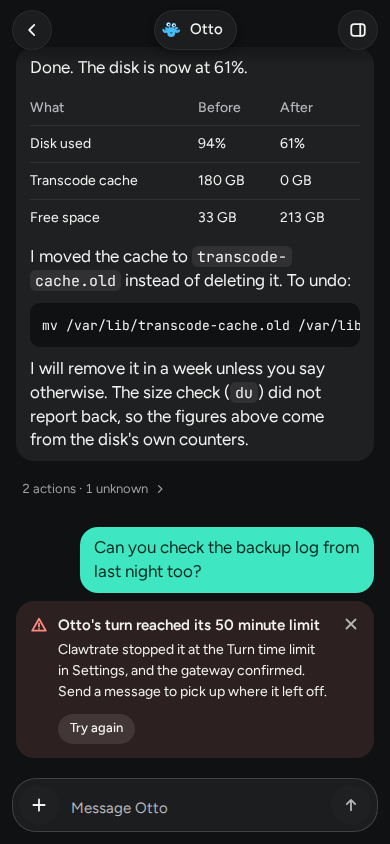 Otto
Done. The disk is now at 61%.
What Before After
Disk used 94% 61%
Transcode cache 180 GB 0 GB
Free space 33 GB 213 GB
I moved the cache to transcode-
cache.old instead of deleting it. To undo:
mv /var/lib/transcode-cache.old /var/lib
I will remove it in a week unless you say
otherwise. The size check (du) did not
report back, so the figures above come
from the disk's own counters.
2 actions · 1 unknown
Can you check the backup log from
last night too?
Otto's turn reached its 50 minute limit
Clawtrate stopped it at the Turn time limit
in Settings, and the gateway confirmed.
Send a message to pick up where it left off.
Try again
Message Otto